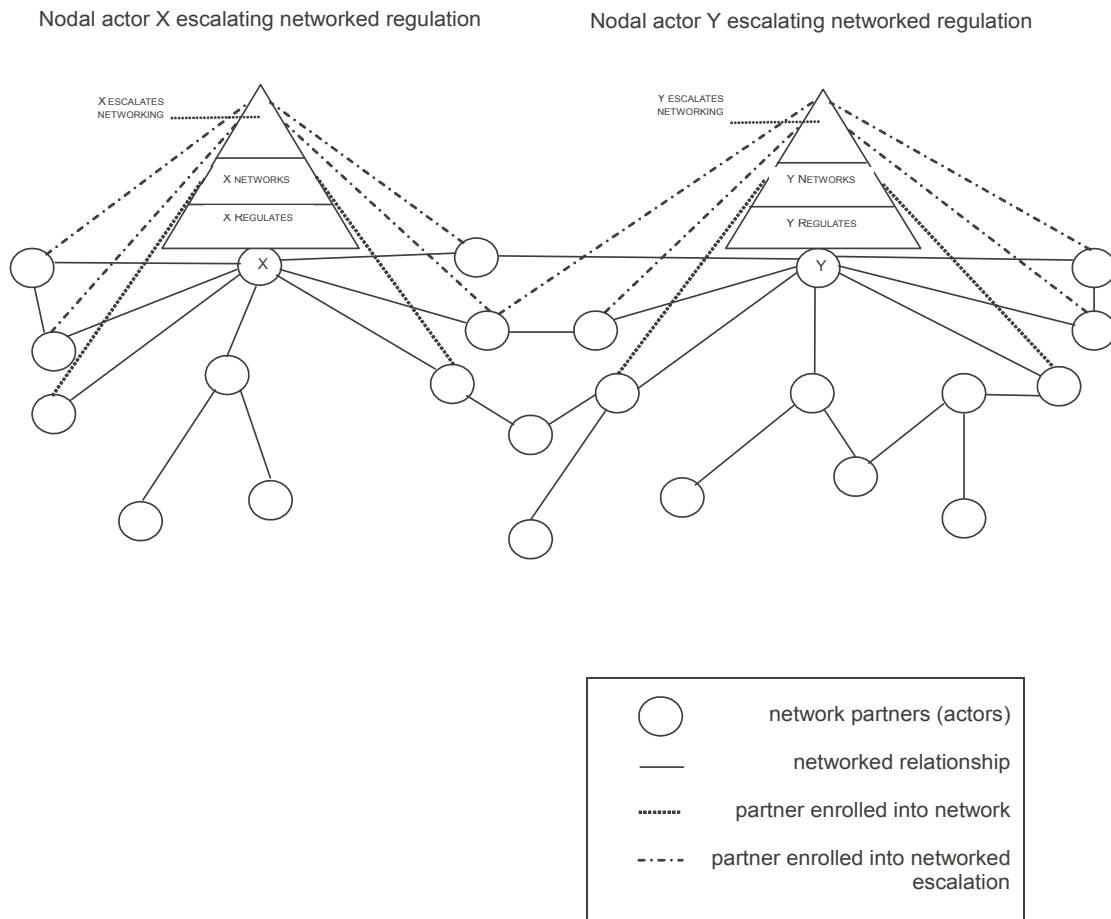 Nodal actor X escalating networked regulation
Nodal actor Y escalating networked regulation
X ESCALATES
NETWORKING
Y ESCALATES
NETWORKING
X NETWORKS
Y NETWORKS
X REGULATES
Y REGULATES
X
Y
network partners (actors)
networked relationship
partner enrolled into network
partner enrolled into networked
escalation